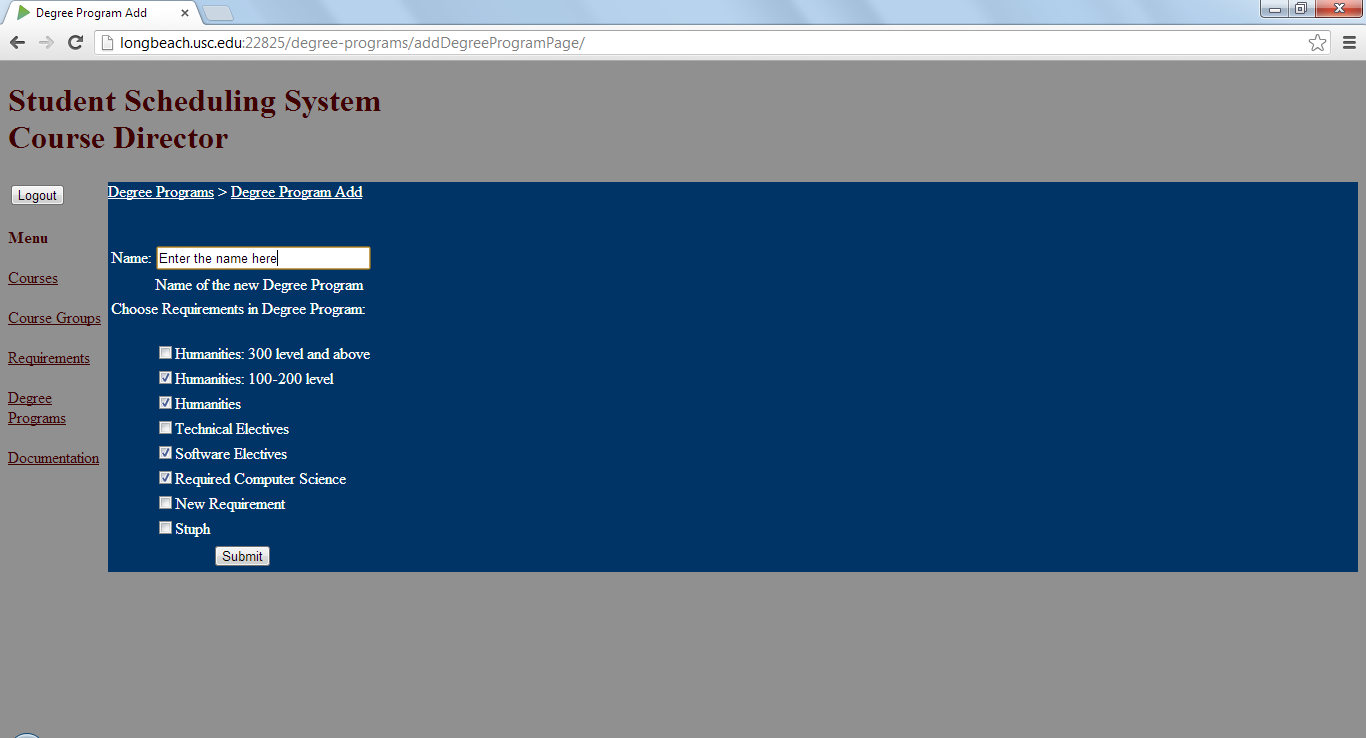 Degree Program Add
longbeach.usc.edu:22825/degree-programs/addDegreeProgramPage/
Student Scheduling System
Course Director
Logout
Menu
Courses
Course Groups
Requirements
Degree
Programs
Documentation
Degree Programs > Degree Program Add
Name: Enter the name here
Name of the new Degree Program
Choose Requirements in Degree Program:
Humanities: 300 level and above
Humanities: 100-200 level
Humanities
Technical Electives
Software Electives
Required Computer Science
New Requirement
Stuph
Submit